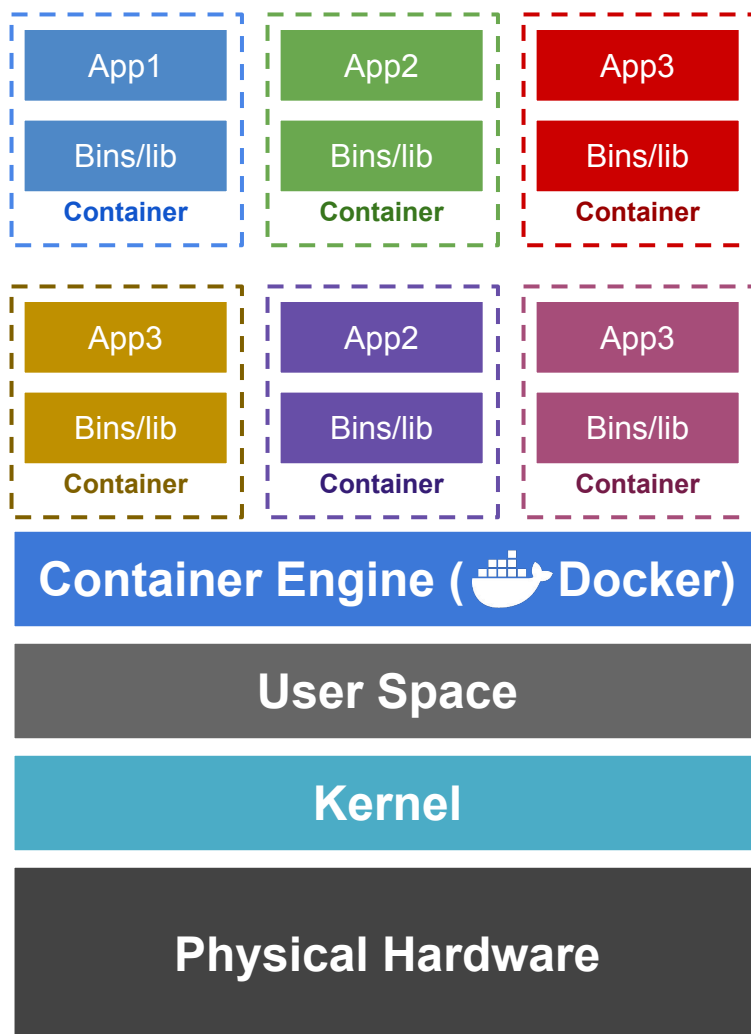 App1
Bins/lib
Container
App2
Bins/lib
Container
App3
Bins/lib
Container
App3
Bins/lib
Container
App2
Bins/lib
Container
App3
Bins/lib
Container
Container Engine ( Docker)
User Space
Kernel
Physical Hardware